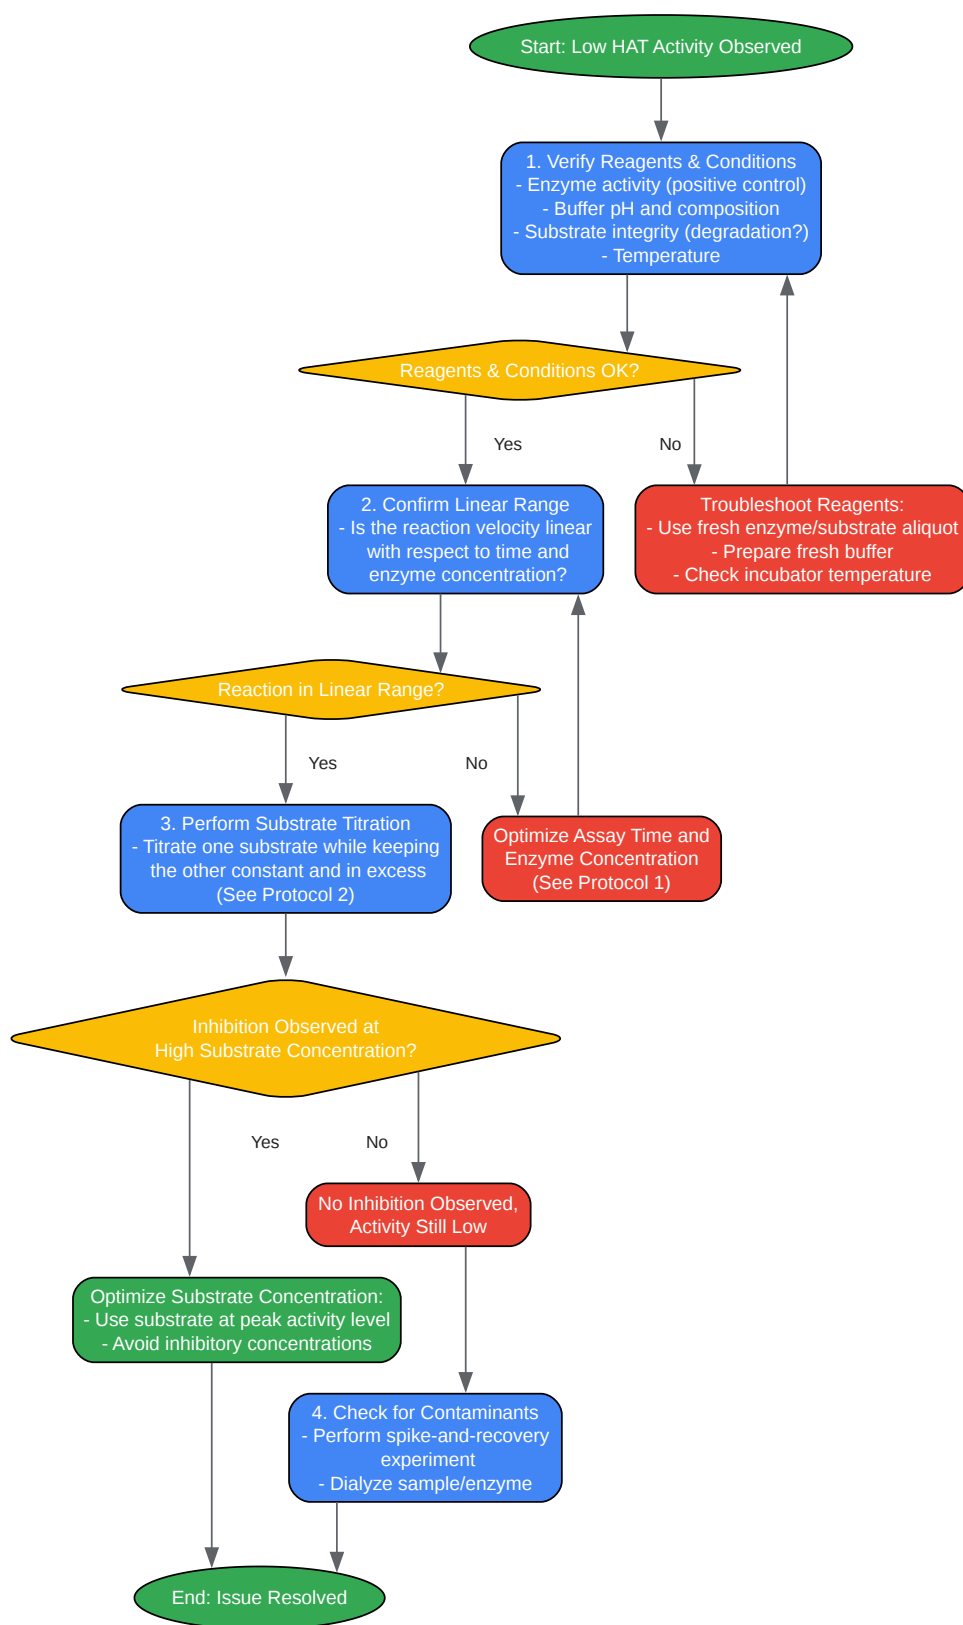 Start: Low HAT Activity Observed
1. Verify Reagents & Conditions
- Enzyme activity (positive control)
- Buffer pH and composition
- Substrate integrity (degradation?)
- Temperature
Reagents & Conditions OK?
Yes
No
2. Confirm Linear Range
- Is the reaction velocity linear
with respect to time and
enzyme concentration?
Troubleshoot Reagents:
- Use fresh enzyme/substrate aliquot
- Prepare fresh buffer
- Check incubator temperature
Reaction in Linear Range?
Yes
No
3. Perform Substrate Titration
- Titrate one substrate while keeping
the other constant and in excess
(See Protocol 2)
Optimize Assay Time and
Enzyme Concentration
(See Protocol 1)
Inhibition Observed at
High Substrate Concentration?
Yes
No
No Inhibition Observed,
Activity Still Low
Optimize Substrate Concentration:
- Use substrate at peak activity level
- Avoid inhibitory concentrations
4. Check for Contaminants
- Perform spike-and-recovery
experiment
- Dialyze sample/enzyme
End: Issue Resolved